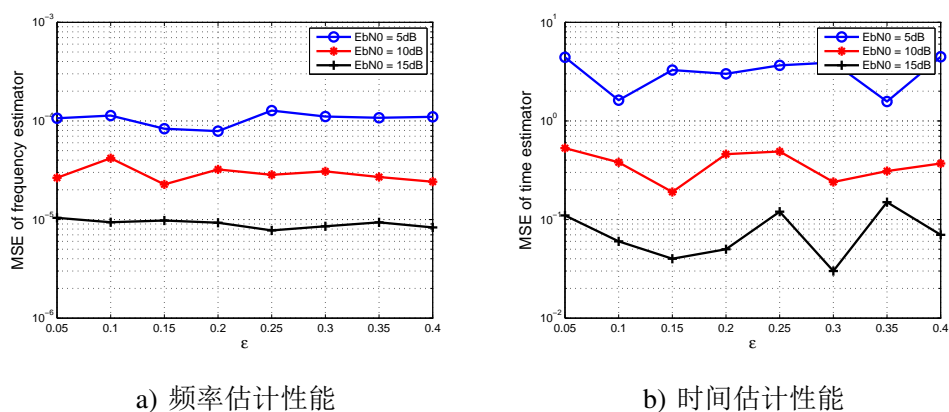 10^-3
10^-4
10^-5
10^-6
MSE of frequency estimator
EbN0 = 5dB
EbN0 = 10dB
EbN0 = 15dB
0.05 0.1 0.15 0.2 0.25 0.3 0.35 0.4
ε
a) 频率估计性能
10^1
10^0
10^-1
10^-2
MSE of time estimator
EbN0 = 5dB
EbN0 = 10dB
EbN0 = 15dB
0.05 0.1 0.15 0.2 0.25 0.3 0.35 0.4
ε
b) 时间估计性能